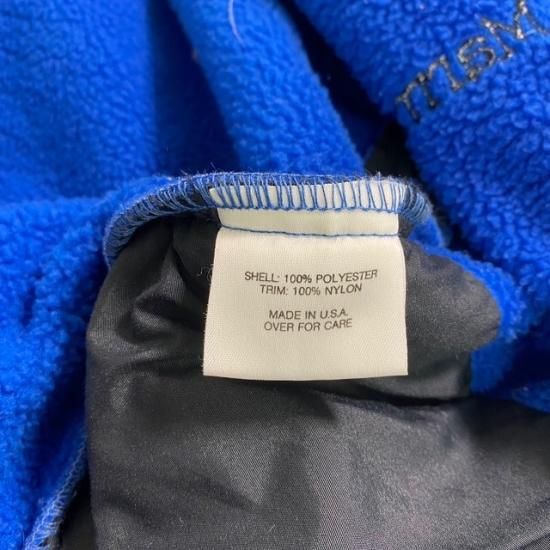 SHELL: 100% POLYESTER
TRIM: 100% NYLON
MADE IN U.S.A.
OVER FOR CARE